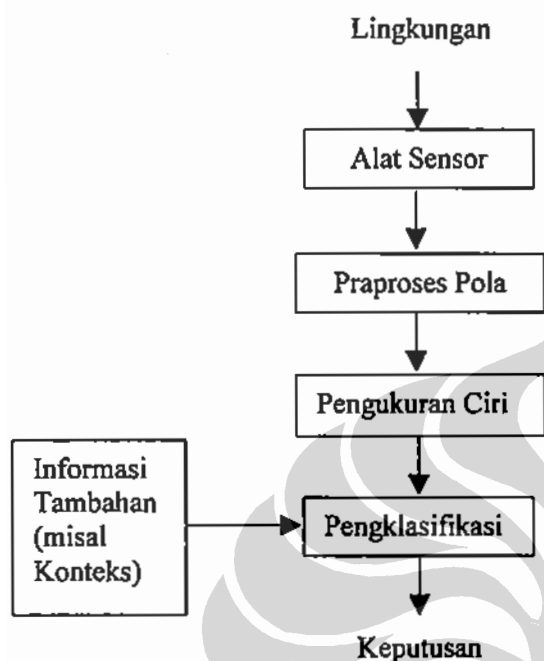 Lingkungan
Alat Sensor
Praproses Pola
Pengukuran Ciri
Informasi
Tambahan
(misal
Konteks)
Pengklasifikasi
Keputusan